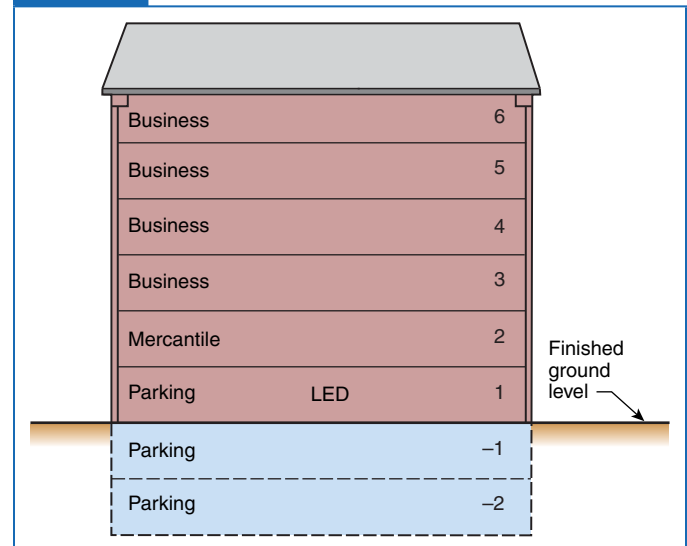 Business 6
Business 5
Business 4
Business 3
Mercantile 2
Parking LED 1
Finished
ground
level
Parking –1
Parking –2